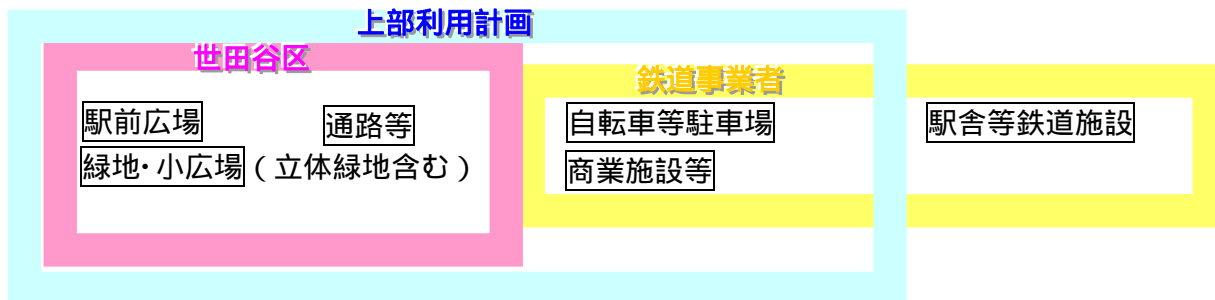 上部利用計画
世田谷区
鉄道事業者
駅前広場
通路等
緑地・小広場(立体緑地含む)
自転車等駐車場
商業施設等
駅舎等鉄道施設